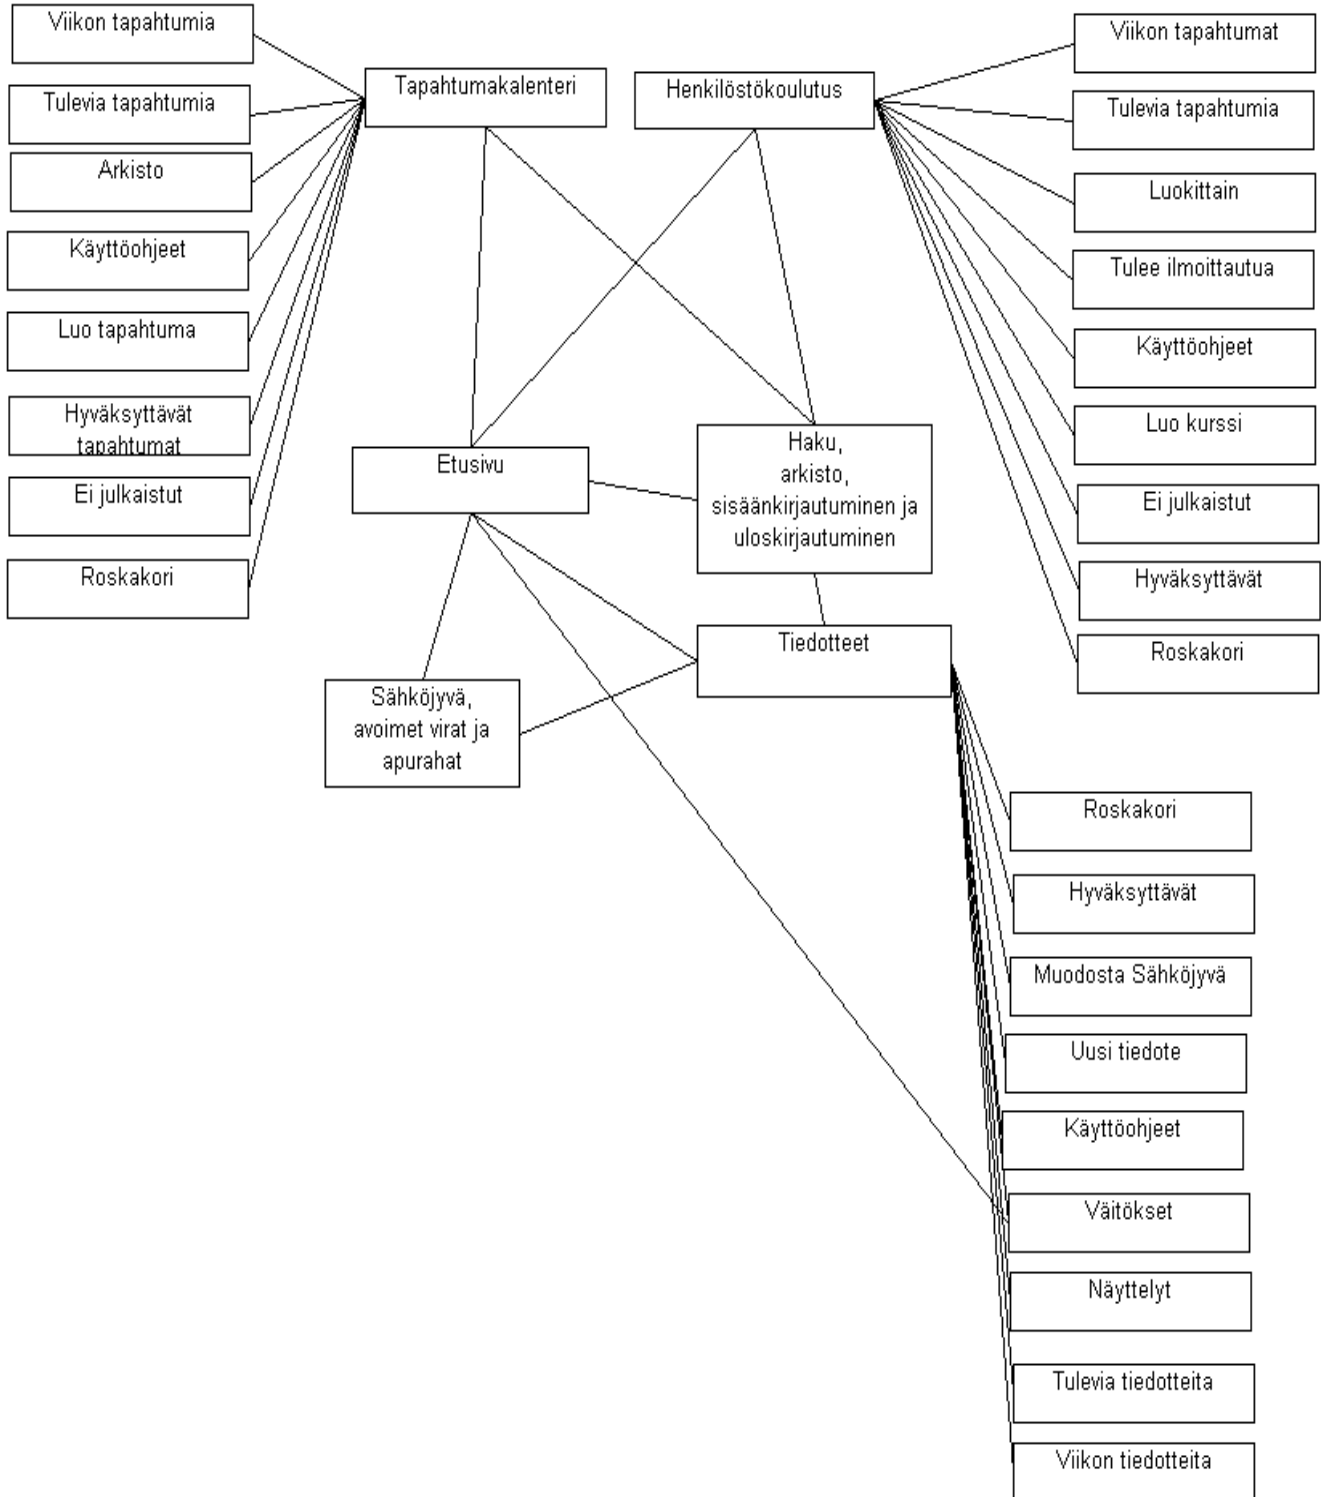 Viikon tapahtumia
Tulevia tapahtumia
Arkisto
Käyttöohjeet
Luo tapahtuma
Hyväksyttävät
tapahtumat
Ei julkaistut
Roskakori
Tapahtumakalenteri
Henkilöstökoulutus
Viikon tapahtumat
Tulevia tapahtumia
Luokittain
Tulee ilmoittautua
Käyttöohjeet
Luo kurssi
Ei julkaistut
Hyväksyttävät
Roskakori
Etusivu
Haku,
arkisto,
sisäänkirjautuminen ja
uloskirjautuminen
Tiedotteet
Sähköjyvä,
avoimet virat ja
apurahat
Roskakori
Hyväksyttävät
Muodosta Sähköjyvä
Uusi tiedote
Käyttöohjeet
Väitökset
Näyttelyt
Tulevia tiedotteita
Viikon tiedotteita